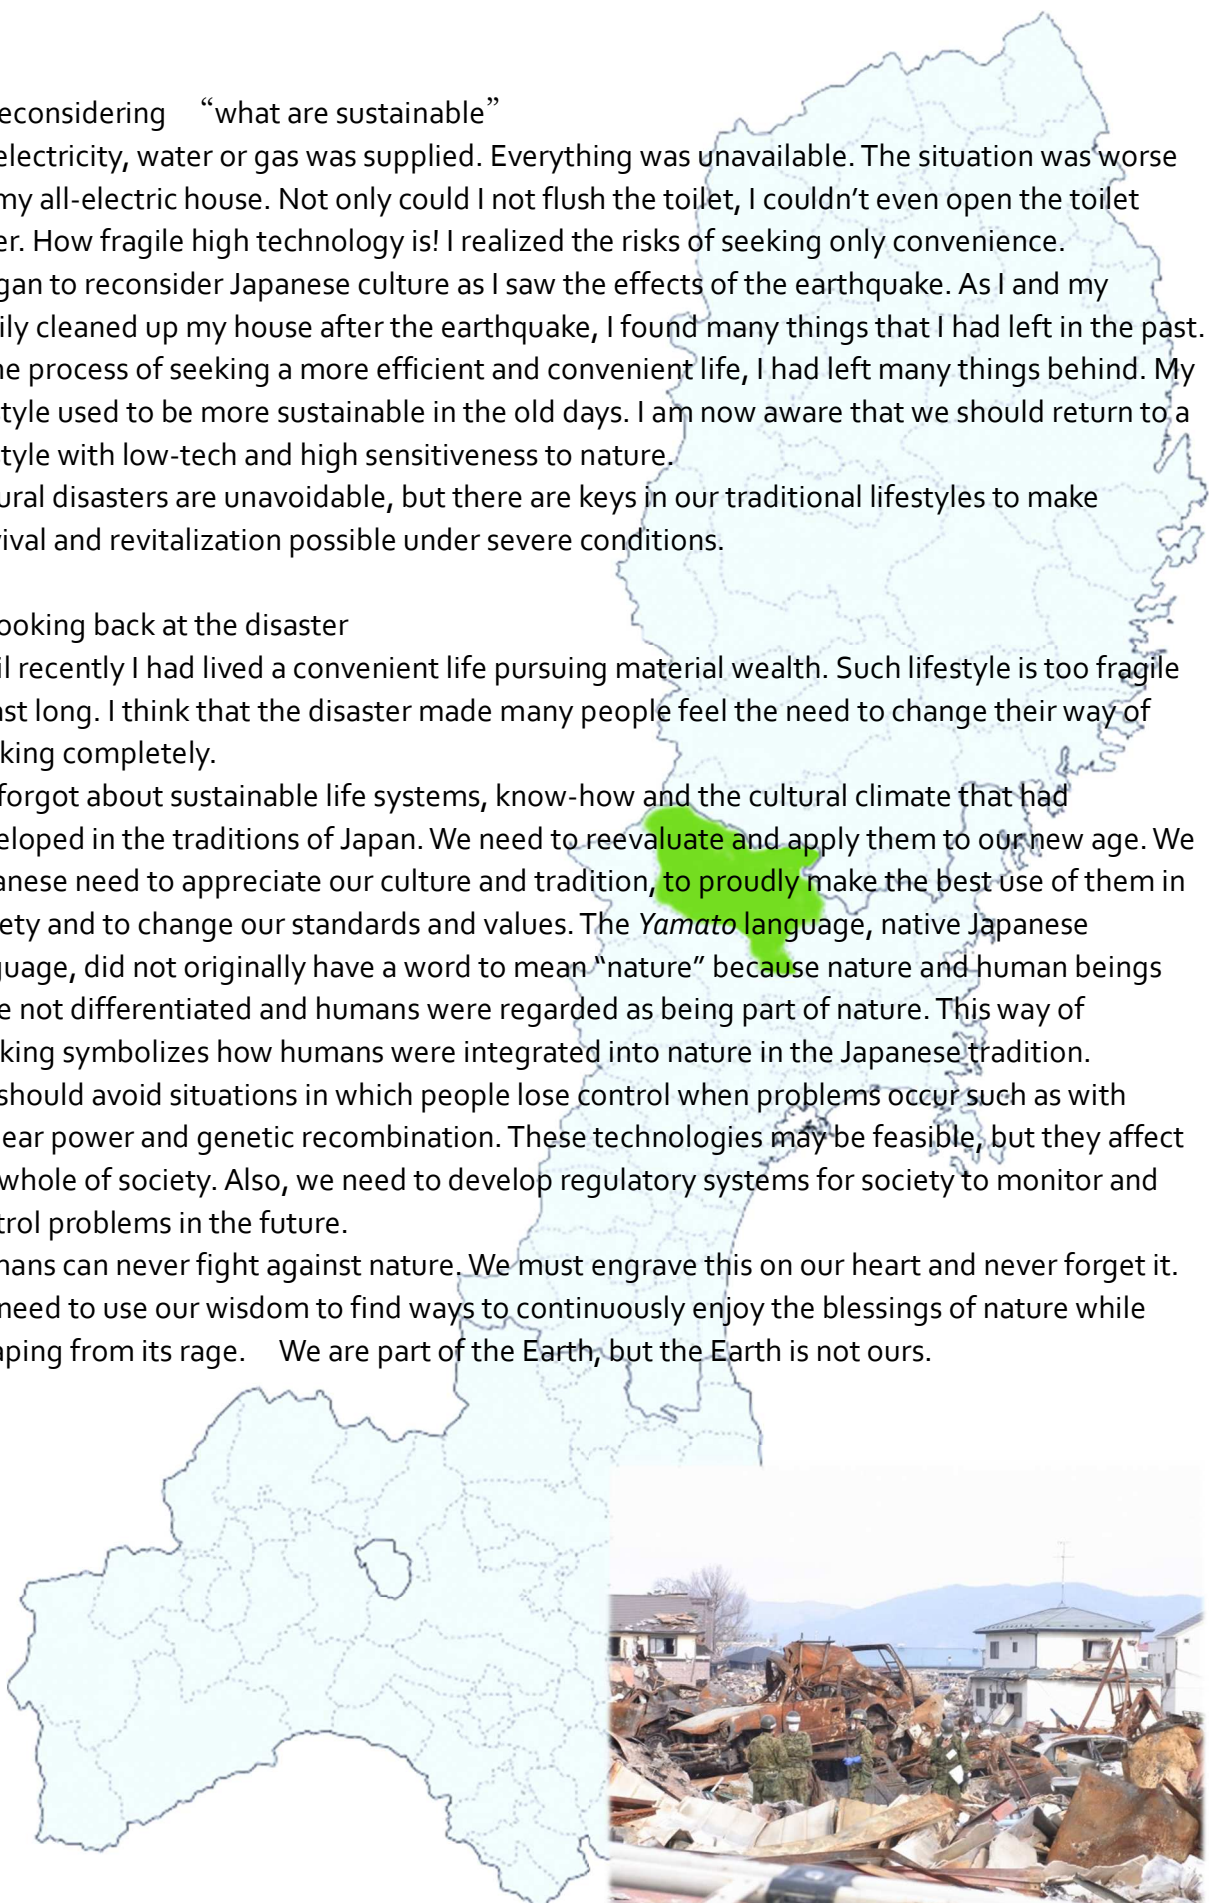 econsidering “what are sustainable”
electricity, water or gas was supplied. Everything was unavailable. The situation was worse
my all-electric house. Not only could I not flush the toilet, I couldn’t even open the toilet
er. How fragile high technology is! I realized the risks of seeking only convenience.
gan to reconsider Japanese culture as I saw the effects of the earthquake. As I and my
ily cleaned up my house after the earthquake, I found many things that I had left in the past.
he process of seeking a more efficient and convenient life, I had left many things behind. My
tyle used to be more sustainable in the old days. I am now aware that we should return to a
tyle with low-tech and high sensitiveness to nature.
ural disasters are unavoidable, but there are keys in our traditional lifestyles to make
vival and revitalization possible under severe conditions.
ooking back at the disaster
il recently I had lived a convenient life pursuing material wealth. Such lifestyle is too fragile
ast long. I think that the disaster made many people feel the need to change their way of
king completely.
forgot about sustainable life systems, know-how and the cultural climate that had
eloped in the traditions of Japan. We need to reevaluate and apply them to our new age. We
anese need to appreciate our culture and tradition, to proudly make the best use of them in
ety and to change our standards and values. The Yamato language, native Japanese
guage, did not originally have a word to mean “nature” because nature and human beings
e not differentiated and humans were regarded as being part of nature. This way of
king symbolizes how humans were integrated into nature in the Japanese tradition.
should avoid situations in which people lose control when problems occur such as with
ear power and genetic recombination. These technologies may be feasible, but they affect
whole of society. Also, we need to develop regulatory systems for society to monitor and
trol problems in the future.
mans can never fight against nature. We must engrave this on our heart and never forget it.
need to use our wisdom to find ways to continuously enjoy the blessings of nature while
aping from its rage. We are part of the Earth, but the Earth is not ours.